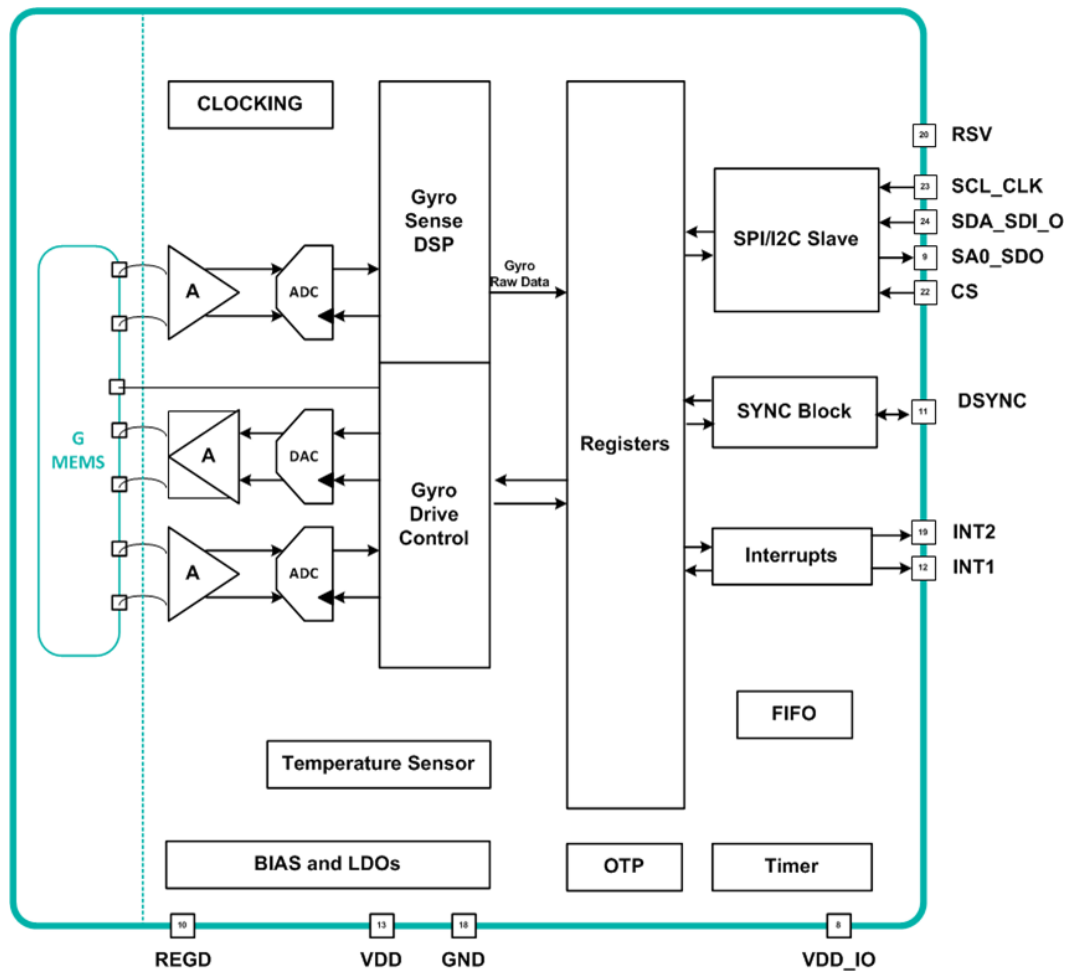 CLOCKING
20 RSV
Gyro
Sense
DSP
SPI/I2C Slave
23 SCL_CLK
24 SDA_SDI_O
9 SA0_SDO
22 CS
A
ADC
Gyro
Raw Data
G
MEMS
A
DAC
Gyro
Drive
Control
Registers
SYNC Block
11 DSYNC
A
ADC
Interrupts
19 INT2
12 INT1
FIFO
Temperature Sensor
BIAS and LDOs
OTP
Timer
10
REGD
13
VDD
18
GND
8
VDD_IO